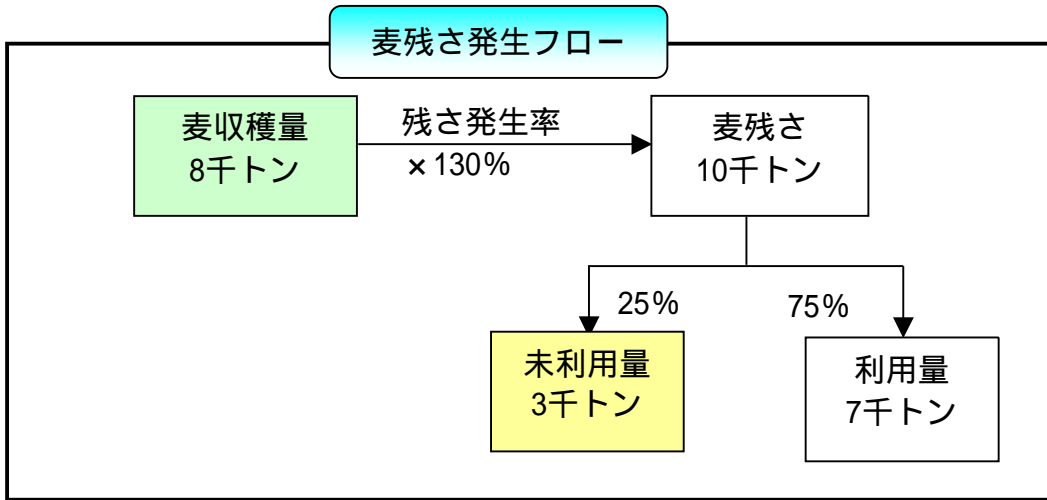 麦残さ発生フロー
麦収穫量
8千トン
残さ発生率
×130%
麦残さ
10千トン
25%
75%
未利用量
3千トン
利用量
7千トン